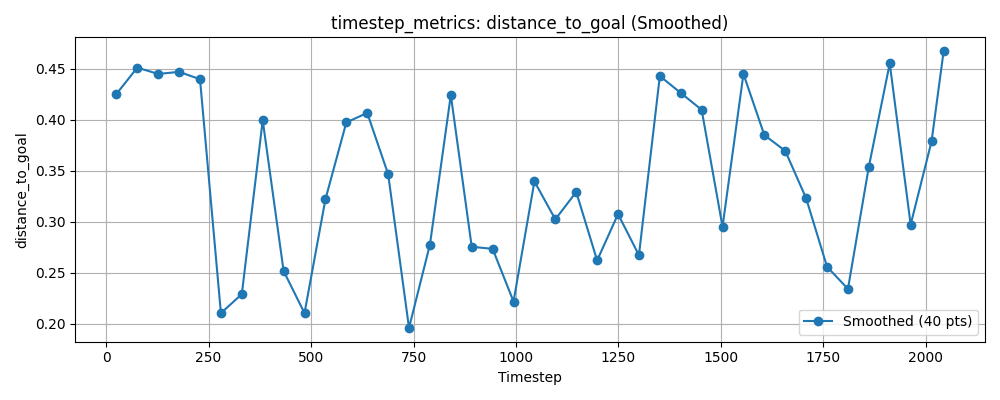 timestep_metrics: distance_to_goal (Smoothed)
distance_to_goal
0.45
0.40
0.35
0.30
0.25
0.20
Smoothed (40 pts)
0 250 500 750 1000 1250 1500 1750 2000
Timestep